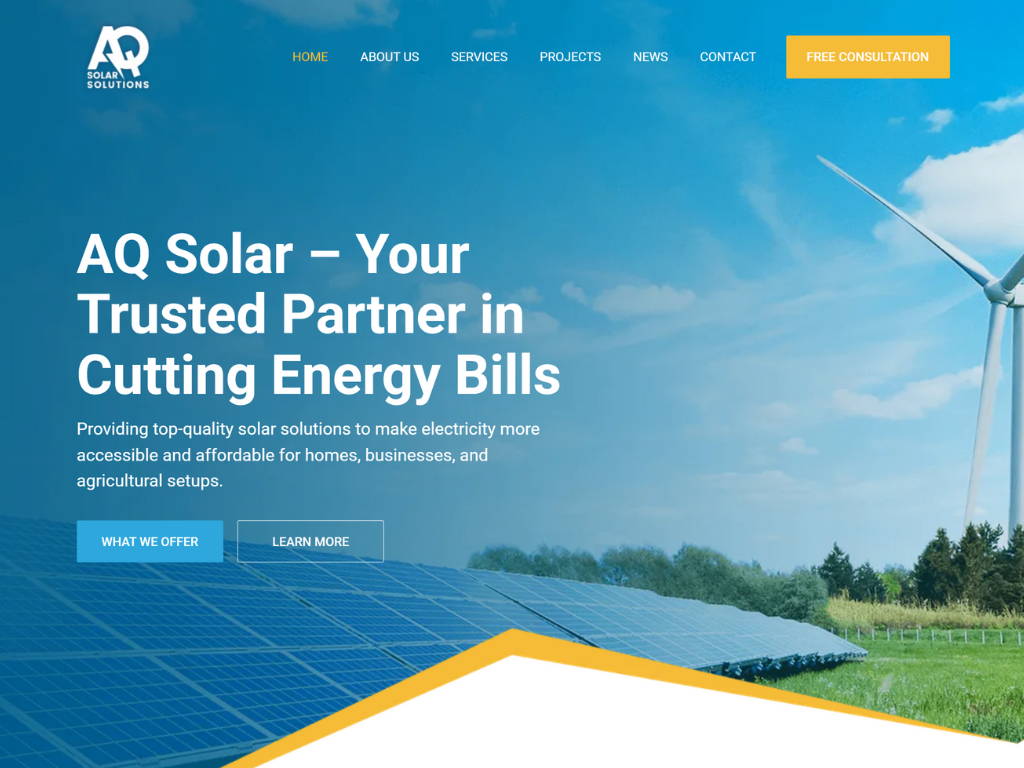 AQ
SOLAR
SOLUTIONS
HOME ABOUT US SERVICES PROJECTS NEWS CONTACT FREE CONSULTATION
AQ Solar – Your
Trusted Partner in
Cutting Energy Bills
Providing top-quality solar solutions to make electricity more
accessible and affordable for homes, businesses, and
agricultural setups.
WHAT WE OFFER LEARN MORE